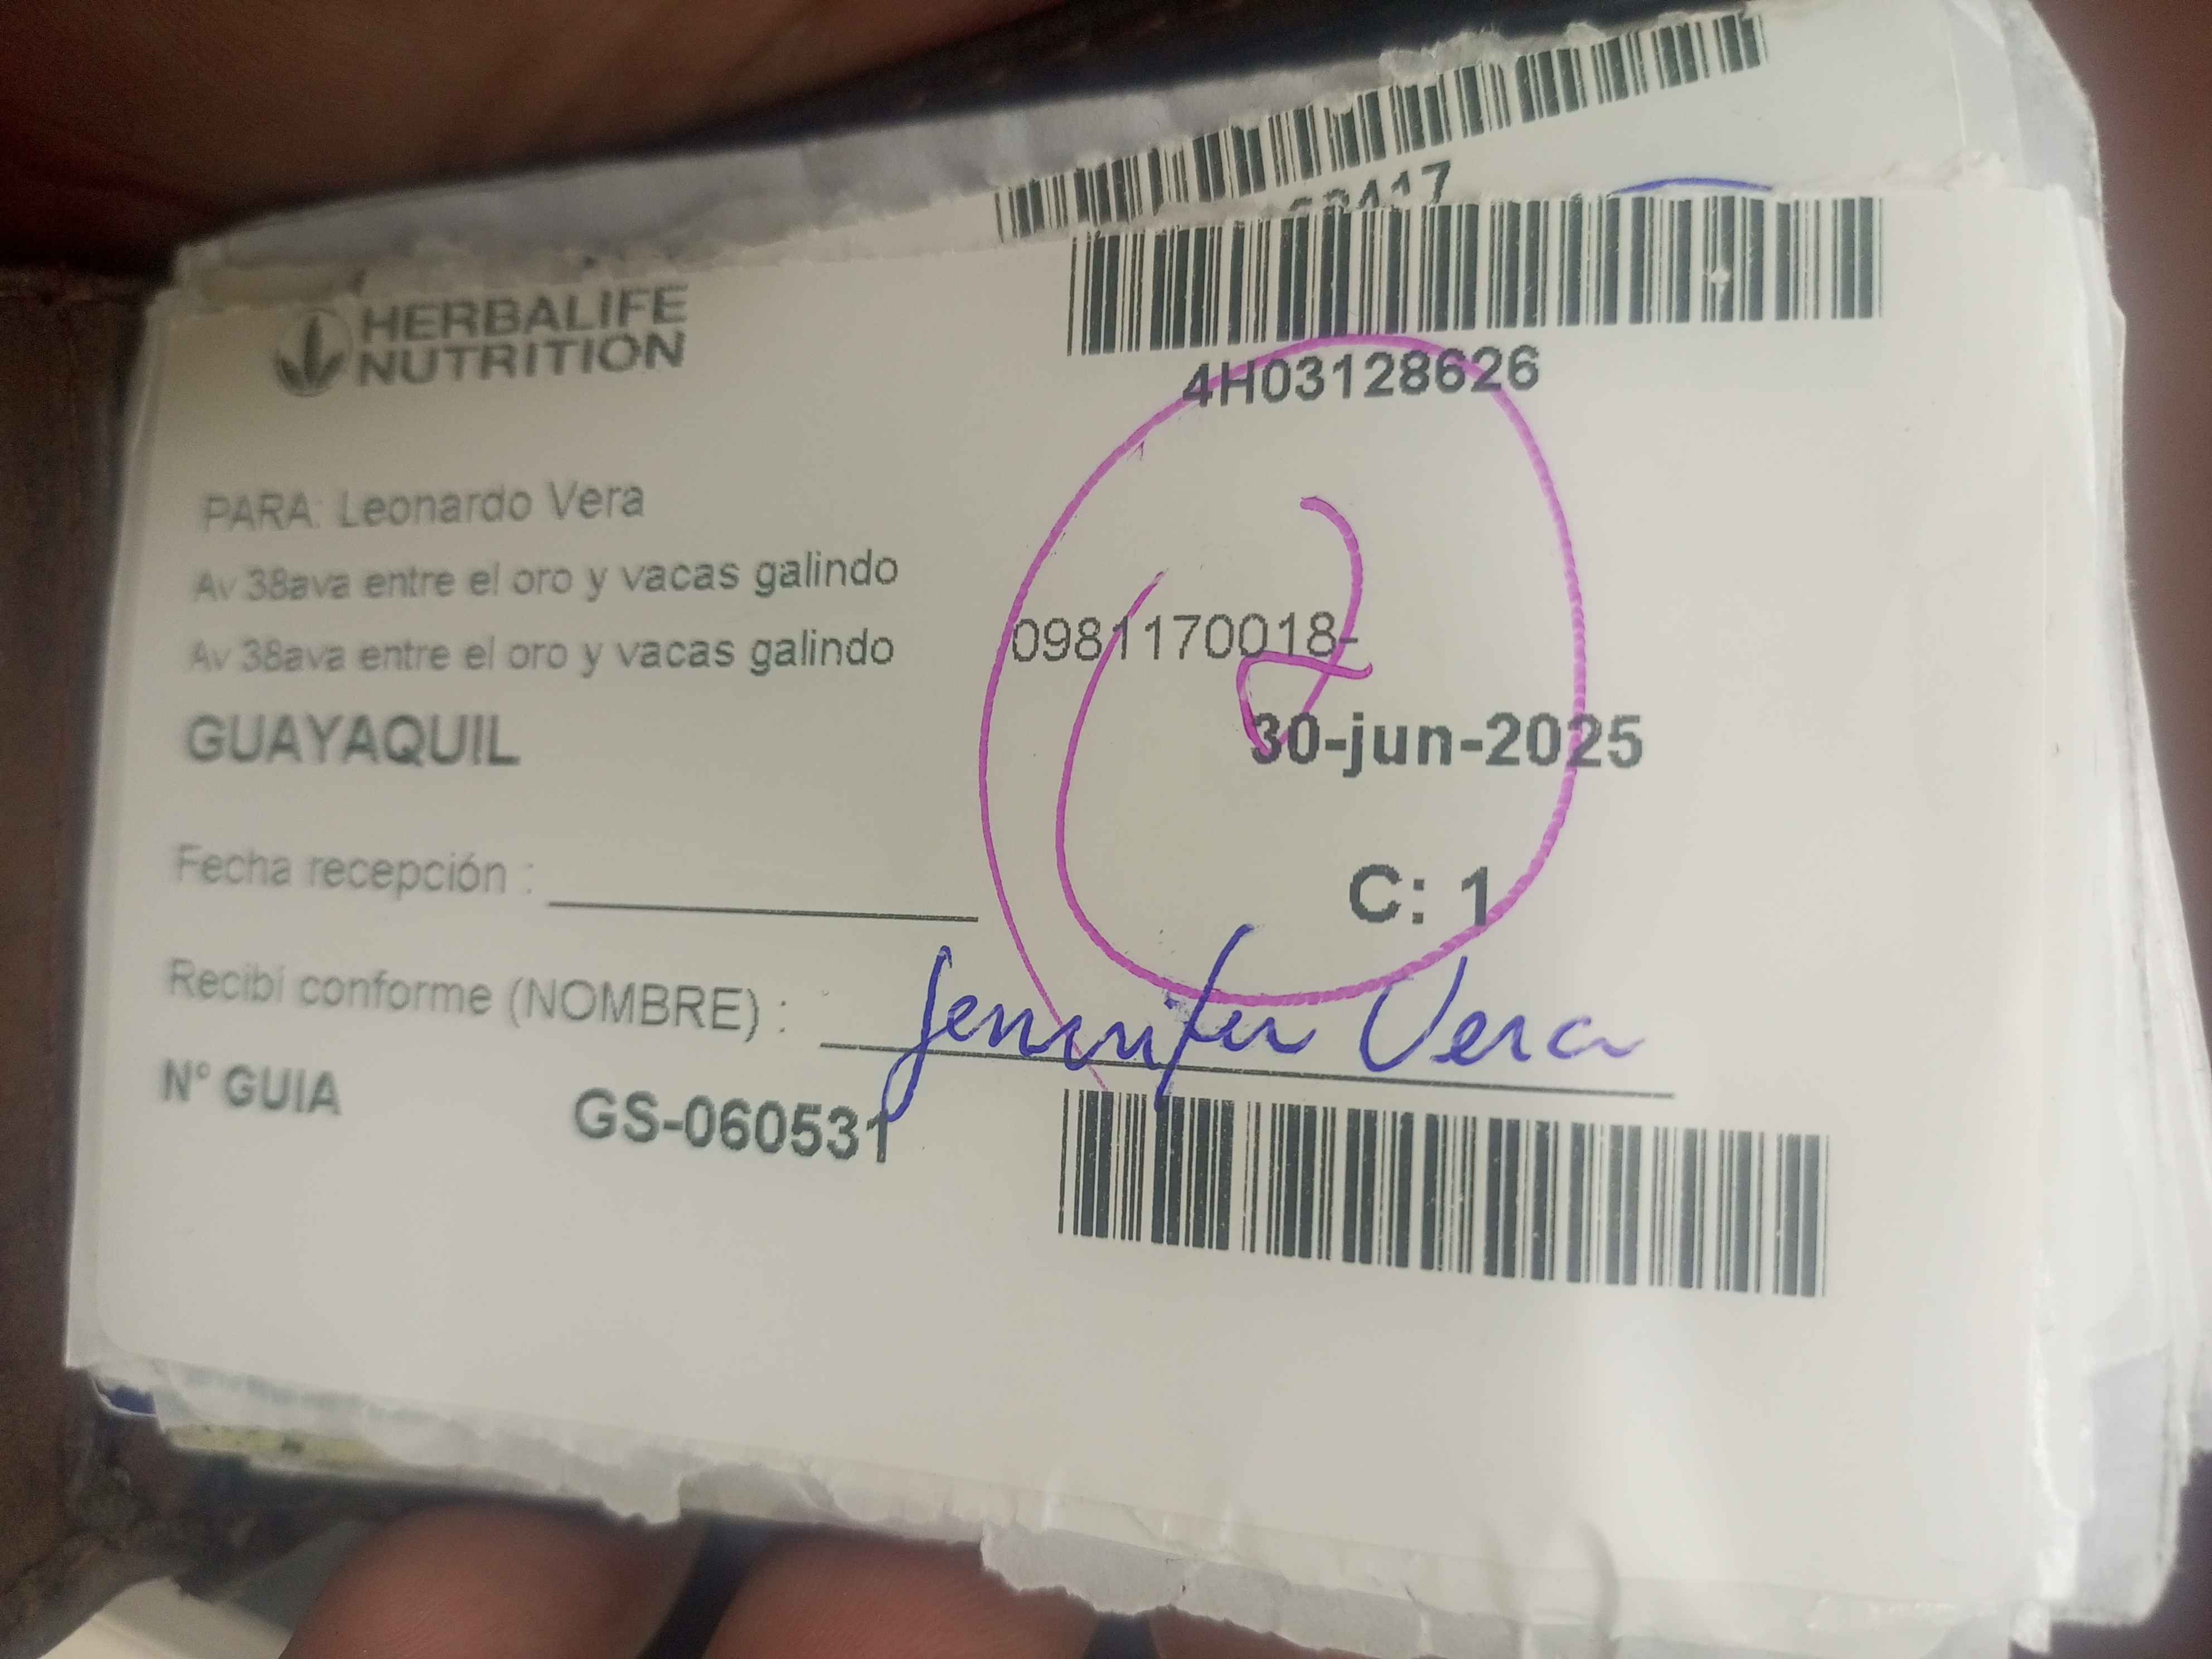 HERBALIFE
NUTRITION
4H03128626
PARA: Leonardo Vera
Av 38ava entre el oro y vacas galindo
Av 38ava entre el oro y vacas galindo 0981170018-
2
GUAYAQUIL 30-jun-2025
Fecha recepción :
C: 1
Recibí conforme (NOMBRE) : Jennifer Vera
N° GUIA GS-060531